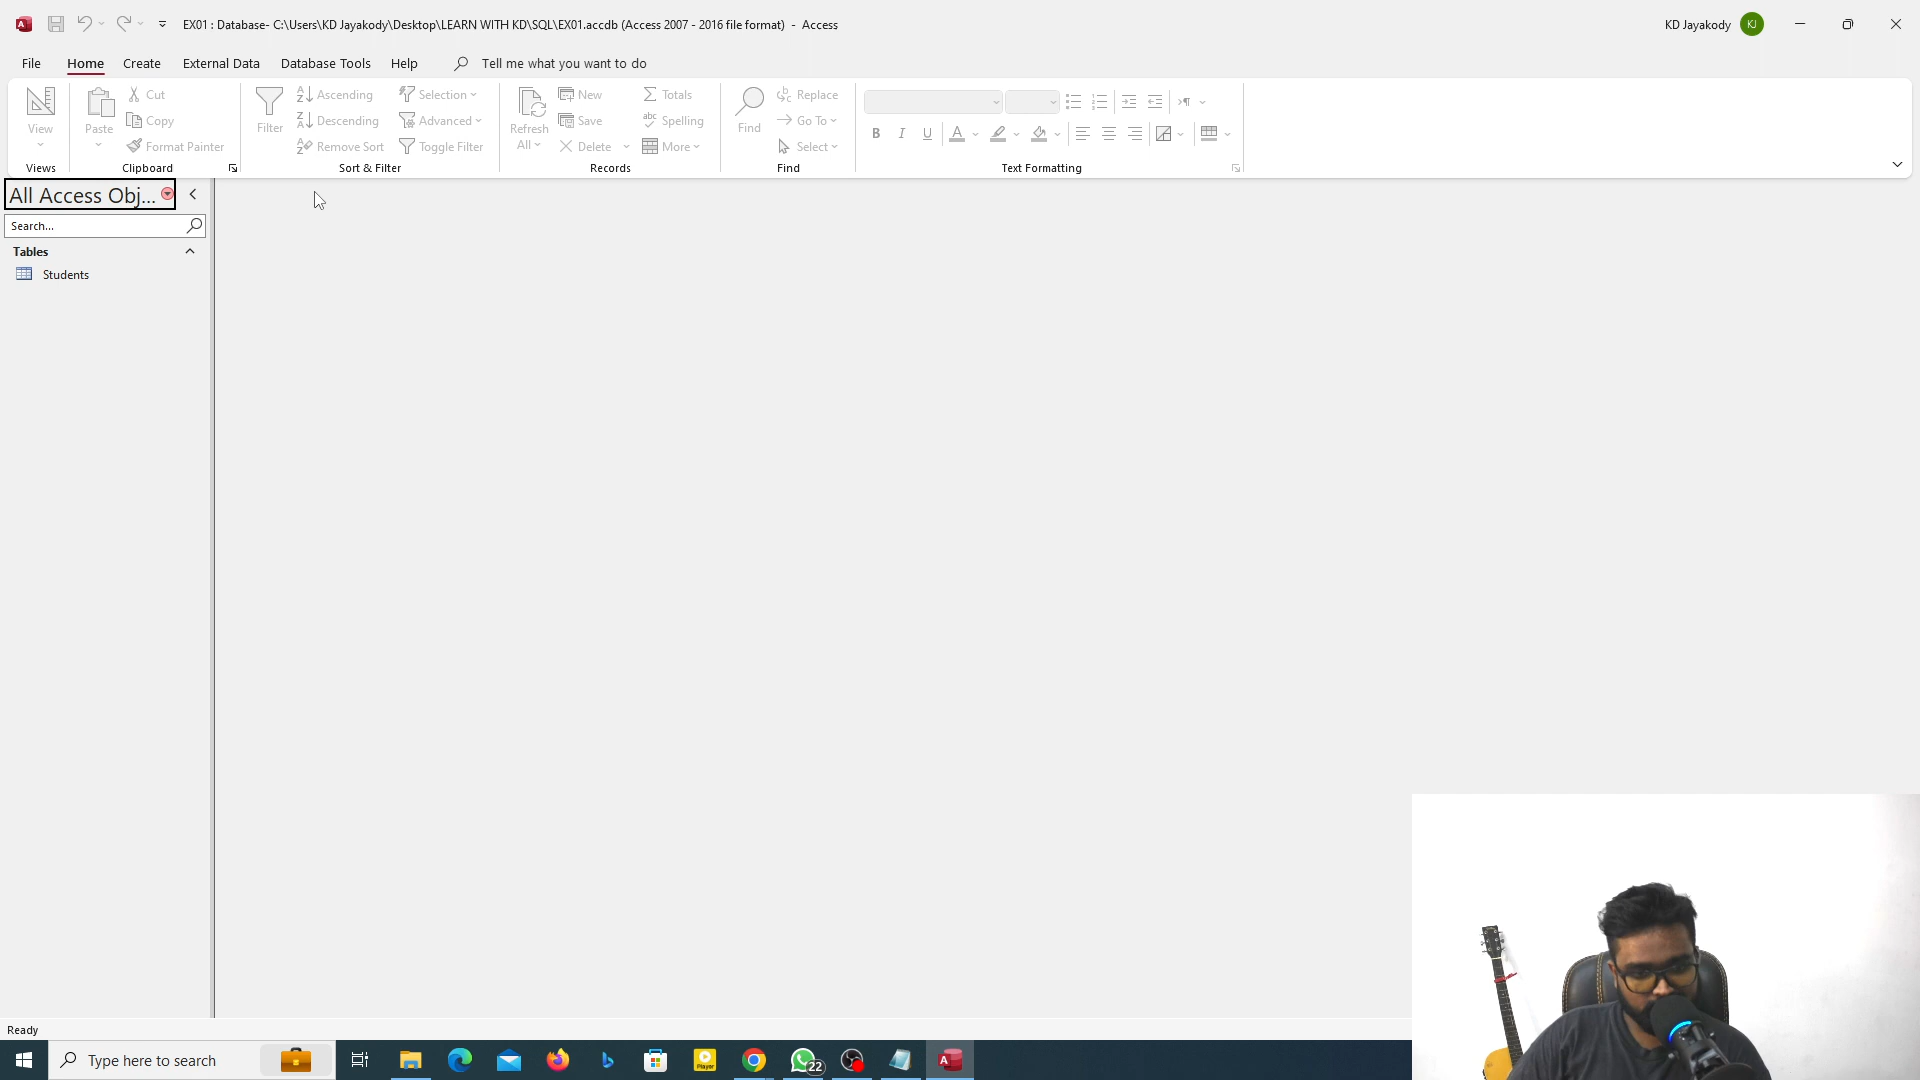 EX01 : Database- C:\Users\KD Jayakody\Desktop\LEARN WITH KD\SQL\EX01.accdb (Access 2007 - 2016 file format) - Access
KD Jayakody KJ
File Home Create External Data Database Tools Help Tell me what you want to do
View
Views
Paste
Cut
Copy
Format Painter
Clipboard
Filter
Ascending
Descending
Remove Sort
Selection
Advanced
Toggle Filter
Sort & Filter
Refresh
All
New
Save
Delete
Totals
Spelling
More
Records
Find
Replace
Go To
Select
Find
B I U A
Text Formatting
All Access Obj...
Search...
Tables
Students
Ready
Type here to search
Player
22